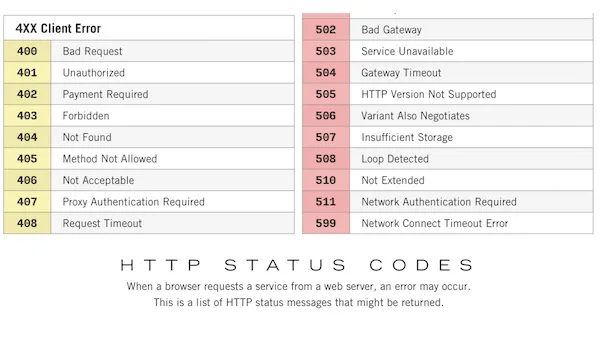 4XX Client Error
400 Bad Request
401 Unauthorized
402 Payment Required
403 Forbidden
404 Not Found
405 Method Not Allowed
406 Not Acceptable
407 Proxy Authentication Required
408 Request Timeout
502 Bad Gateway
503 Service Unavailable
504 Gateway Timeout
505 HTTP Version Not Supported
506 Variant Also Negotiates
507 Insufficient Storage
508 Loop Detected
510 Not Extended
511 Network Authentication Required
599 Network Connect Timeout Error
HTTP STATUS CODES
When a browser requests a service from a web server, an error may occur.
This is a list of HTTP status messages that might be returned.